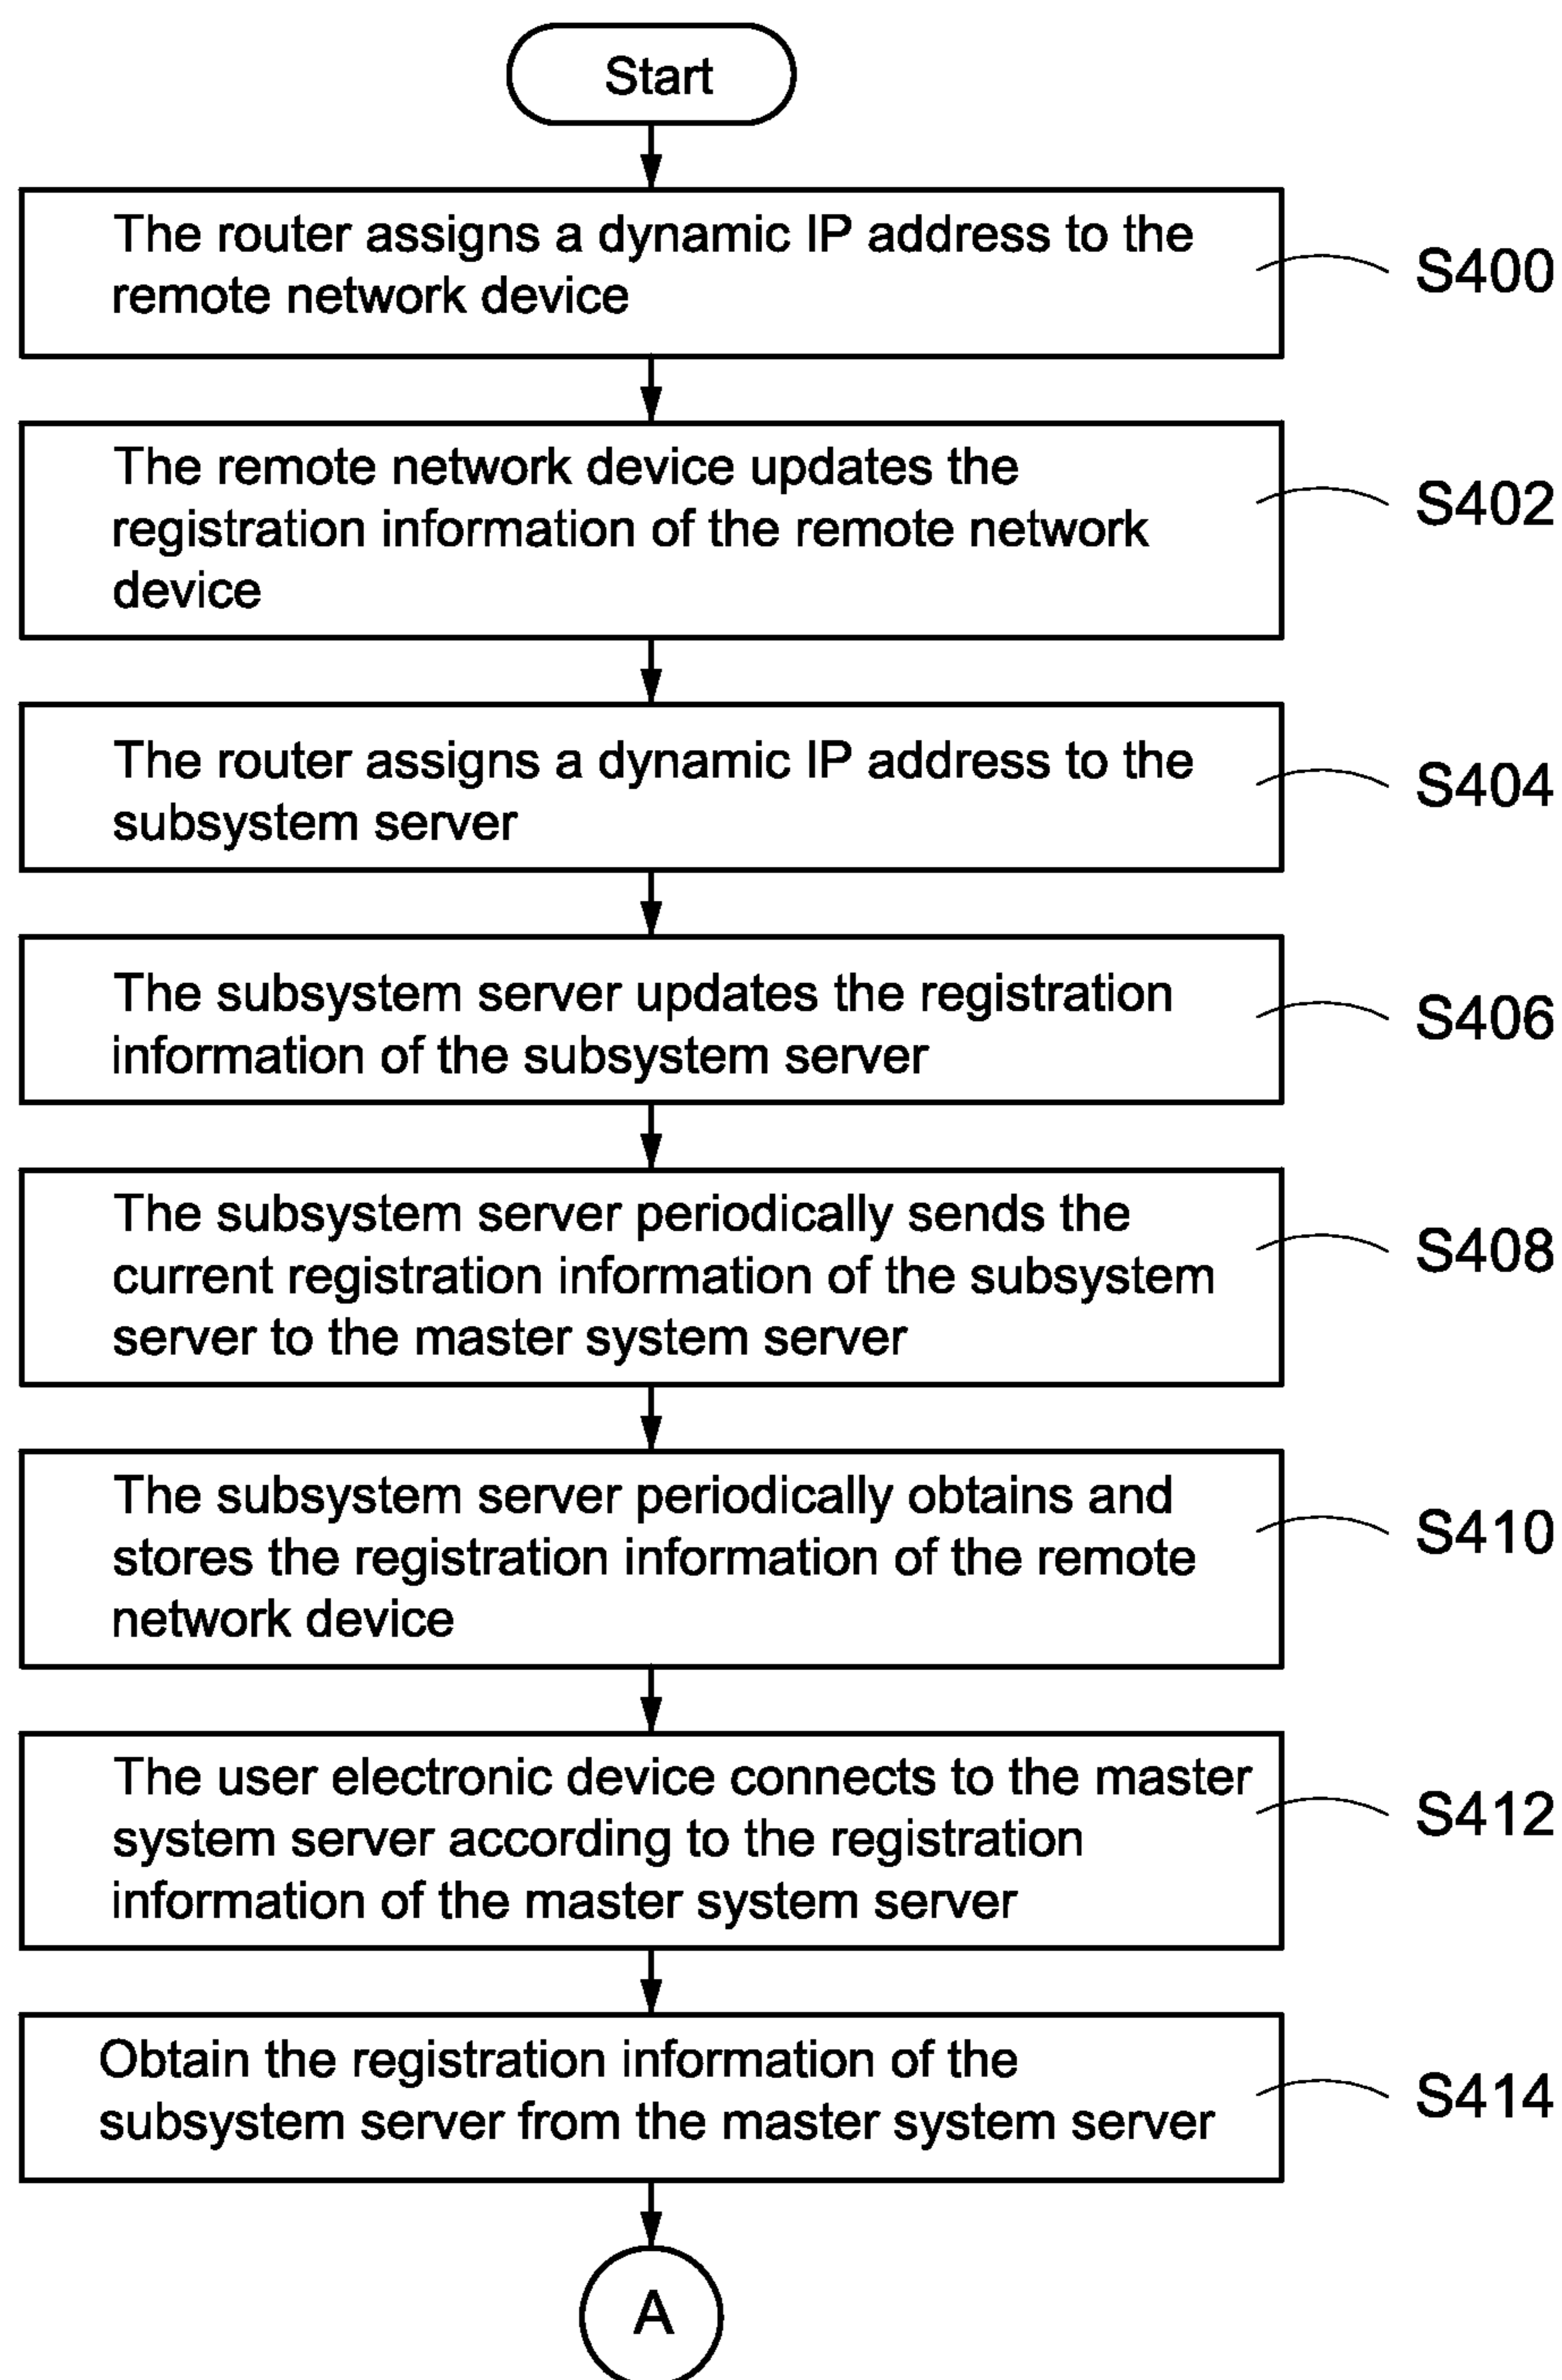 Start
The router assigns a dynamic IP address to the
remote network device
S400
The remote network device updates the
registration information of the remote network
device
S402
The router assigns a dynamic IP address to the
subsystem server
S404
The subsystem server updates the registration
information of the subsystem server
S406
The subsystem server periodically sends the
current registration information of the subsystem
server to the master system server
S408
The subsystem server periodically obtains and
stores the registration information of the remote
network device
S410
The user electronic device connects to the master
system server according to the registration
information of the master system server
S412
Obtain the registration information of the
subsystem server from the master system server
S414
A